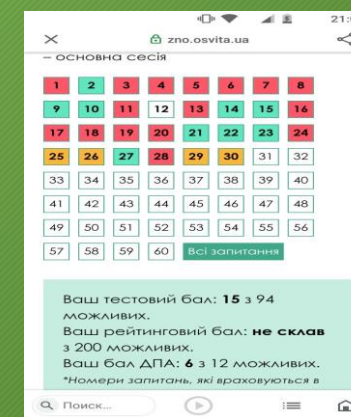 21:
zno.osvita.ua
– основна сесія
1 2 3 4 5 6 7 8
9 10 11 12 13 14 15 16
17 18 19 20 21 22 23 24
25 26 27 28 29 30 31 32
33 34 35 36 37 38 39 40
41 42 43 44 45 46 47 48
49 50 51 52 53 54 55 56
57 58 59 60 Всі запитання
Ваш тестовий бал: 15 з 94
можливих.
Ваш рейтинговий бал: не склав
з 200 можливих.
Ваш бал ДПА: 6 з 12 можливих.
*Номери запитань, які враховуються в
Поиск...